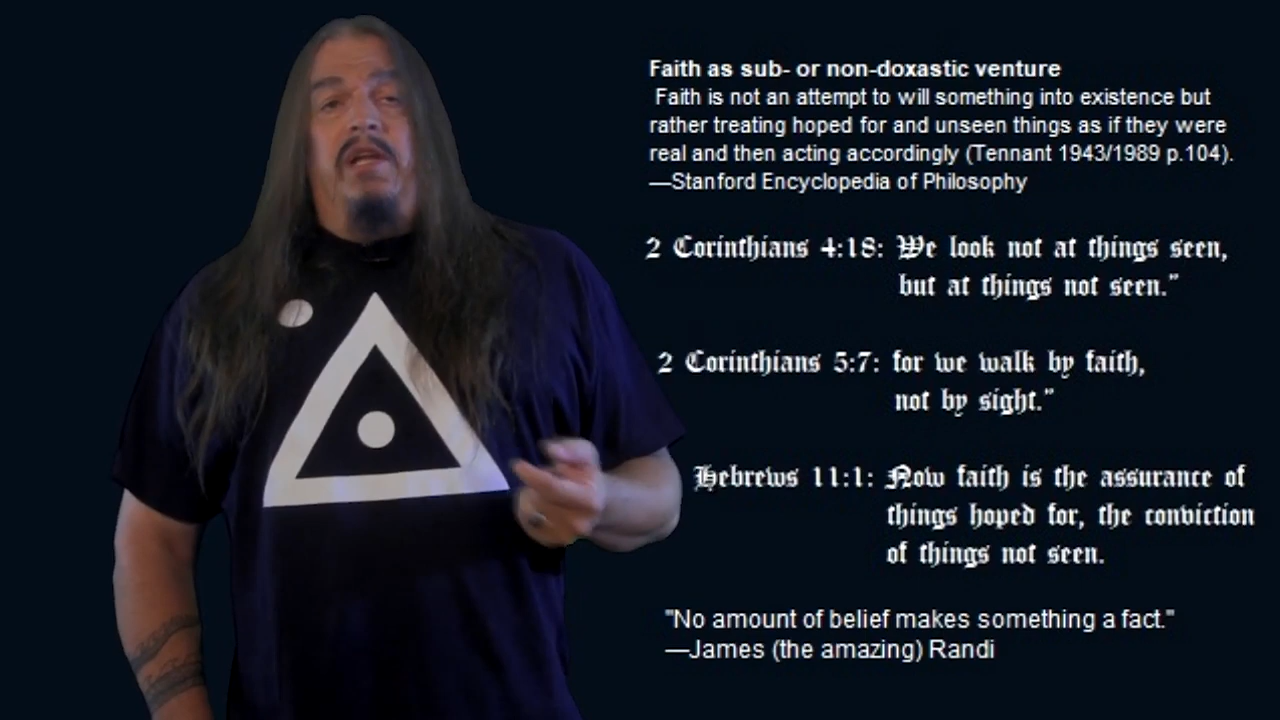 Faith as sub- or non-doxastic venture
Faith is not an attempt to will something into existence but
rather treating hoped for and unseen things as if they were
real and then acting accordingly (Tennant 1943/1989 p.104).
—Stanford Encyclopedia of Philosophy
2 Corinthians 4:18: We look not at things seen,
but at things not seen.”
2 Corinthians 5:7: for we walk by faith,
not by sight.”
Hebrews 11:1: Now faith is the assurance of
things hoped for, the conviction
of things not seen.
"No amount of belief makes something a fact."
—James (the amazing) Randi